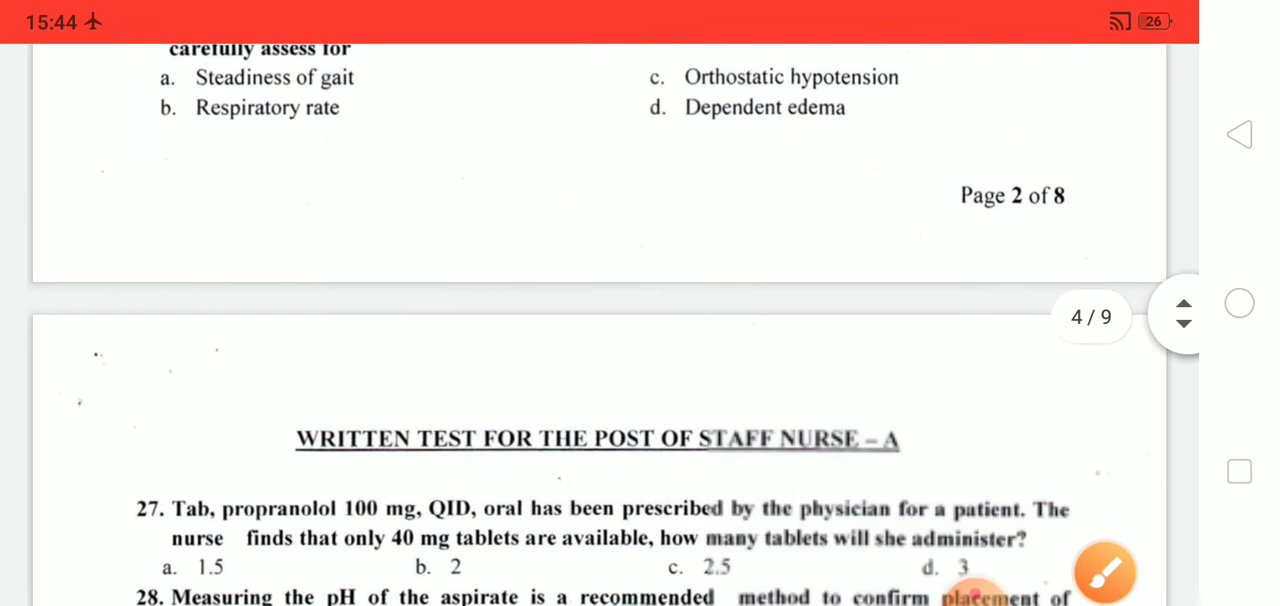 15:44
26
carefully assess for
a. Steadiness of gait
c. Orthostatic hypotension
b. Respiratory rate
d. Dependent edema
Page 2 of 8
4 / 9
WRITTEN TEST FOR THE POST OF STAFF NURSE – A
27. Tab, propranolol 100 mg, QID, oral has been prescribed by the physician for a patient. The
nurse finds that only 40 mg tablets are available, how many tablets will she administer?
a. 1.5 b. 2 c. 2.5 d. 3
28. Measuring the pH of the aspirate is a recommended method to confirm placement of